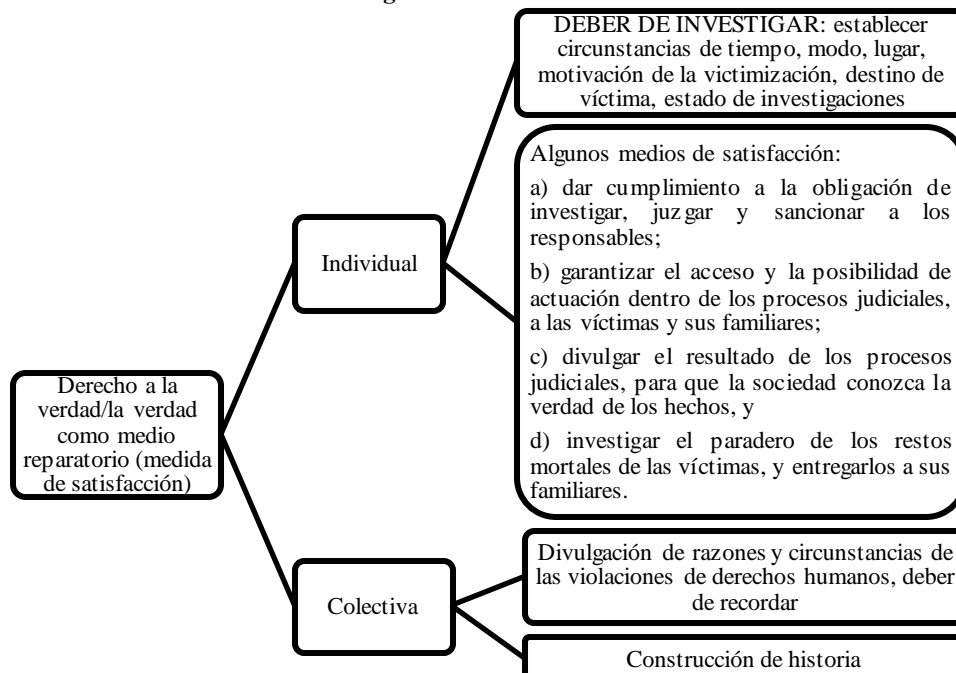 DEBER DE INVESTIGAR: establecer
circunstancias de tiempo, modo, lugar,
motivación de la victimización, destino de
víctima, estado de investigaciones
Algunos medios de satisfacción:
a) dar cumplimiento a la obligación de
investigar, juzgar y sancionar a los
responsables;
b) garantizar el acceso y la posibilidad de
actuación dentro de los procesos judiciales,
a las víctimas y sus familiares;
c) divulgar el resultado de los procesos
judiciales, para que la sociedad conozca la
verdad de los hechos, y
d) investigar el paradero de los restos
mortales de las víctimas, y entregarlos a sus
familiares.
Individual
Derecho a la
verdad/la verdad
como medio
reparatorio (medida
de satisfacción)
Divulgación de razones y circunstancias de
las violaciones de derechos humanos, deber
de recordar
Colectiva
Construcción de historia